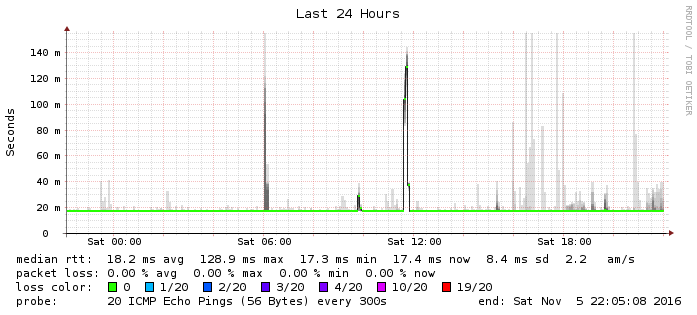 Last 24 Hours
RRDTOOL / TOBI OETIKER
Seconds
140 m
120 m
100 m
80 m
60 m
40 m
20 m
0
Sat 00:00 Sat 06:00 Sat 12:00 Sat 18:00
median rtt: 18.2 ms avg 128.9 ms max 17.3 ms min 17.4 ms now 8.4 ms sd 2.2 am/s
packet loss: 0.00 % avg 0.00 % max 0.00 % min 0.00 % now
loss color: 0 1/20 2/20 3/20 4/20 10/20 19/20
probe: 20 ICMP Echo Pings (56 Bytes) every 300s end: Sat Nov 5 22:05:08 2016